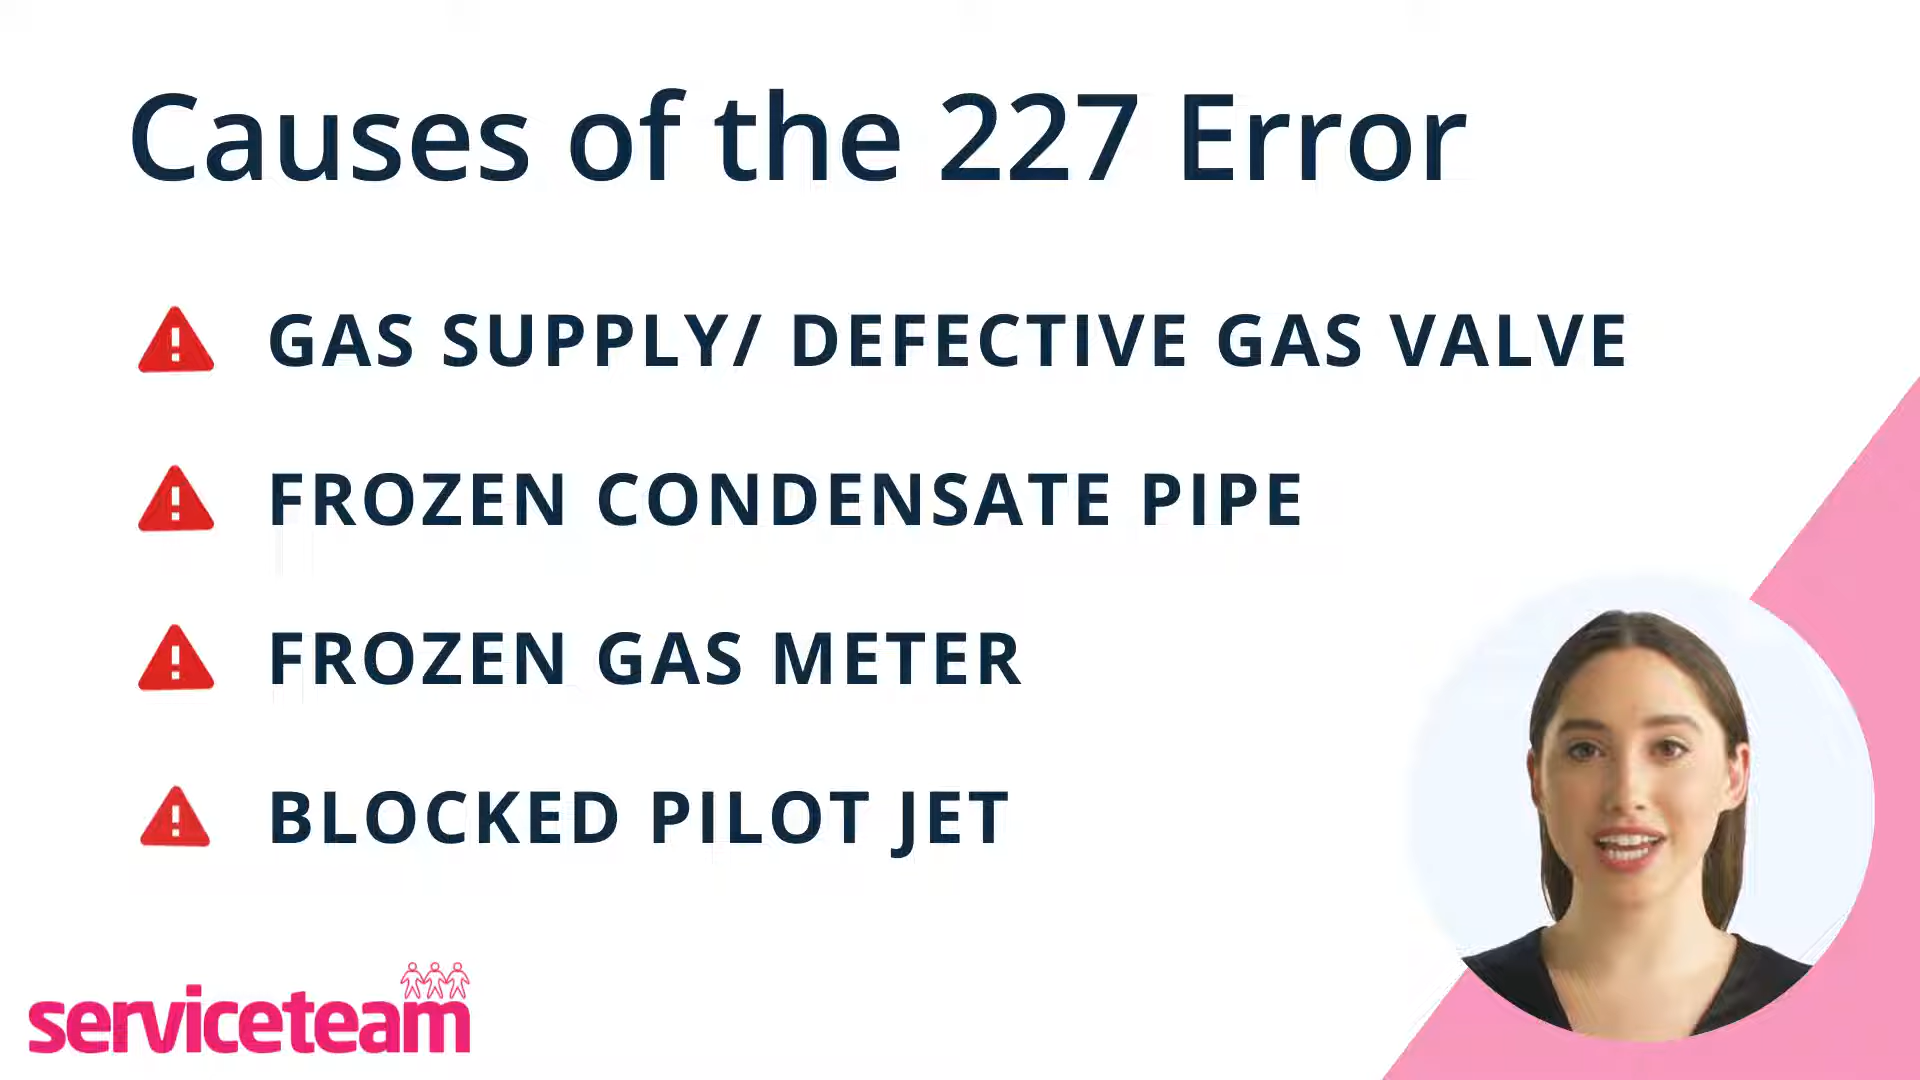 Causes of the 227 Error
GAS SUPPLY/ DEFECTIVE GAS VALVE
FROZEN CONDENSATE PIPE
FROZEN GAS METER
BLOCKED PILOT JET
serviceteam